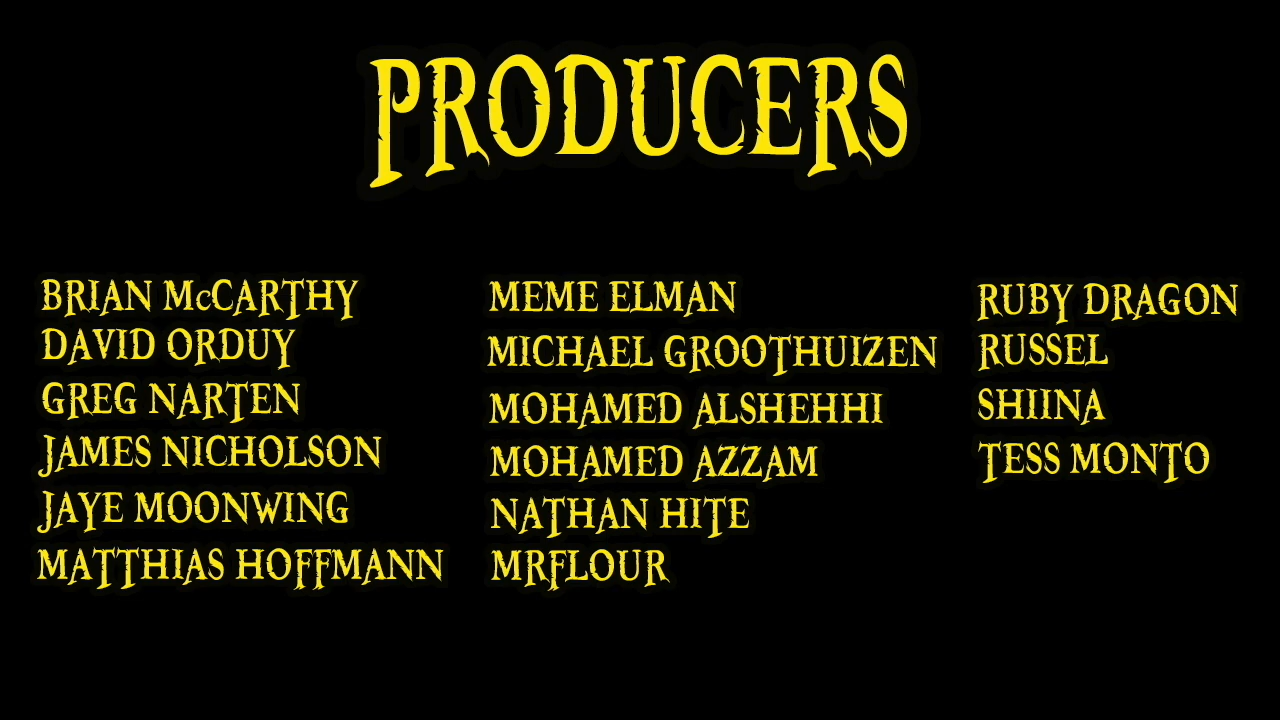 PRODUCERS
BRIAN McCARTHY
DAVID ORDUY
GREG NARTEN
JAMES NICHOLSON
JAYE MOONWING
MATTHIAS HOFFMANN
MEME ELMAN
MICHAEL GROOTHUIZEN
MOHAMED ALSHEHHI
MOHAMED AZZAM
NATHAN HITE
MRFLOUR
RUBY DRAGON
RUSSEL
SHIINA
TESS MONTO